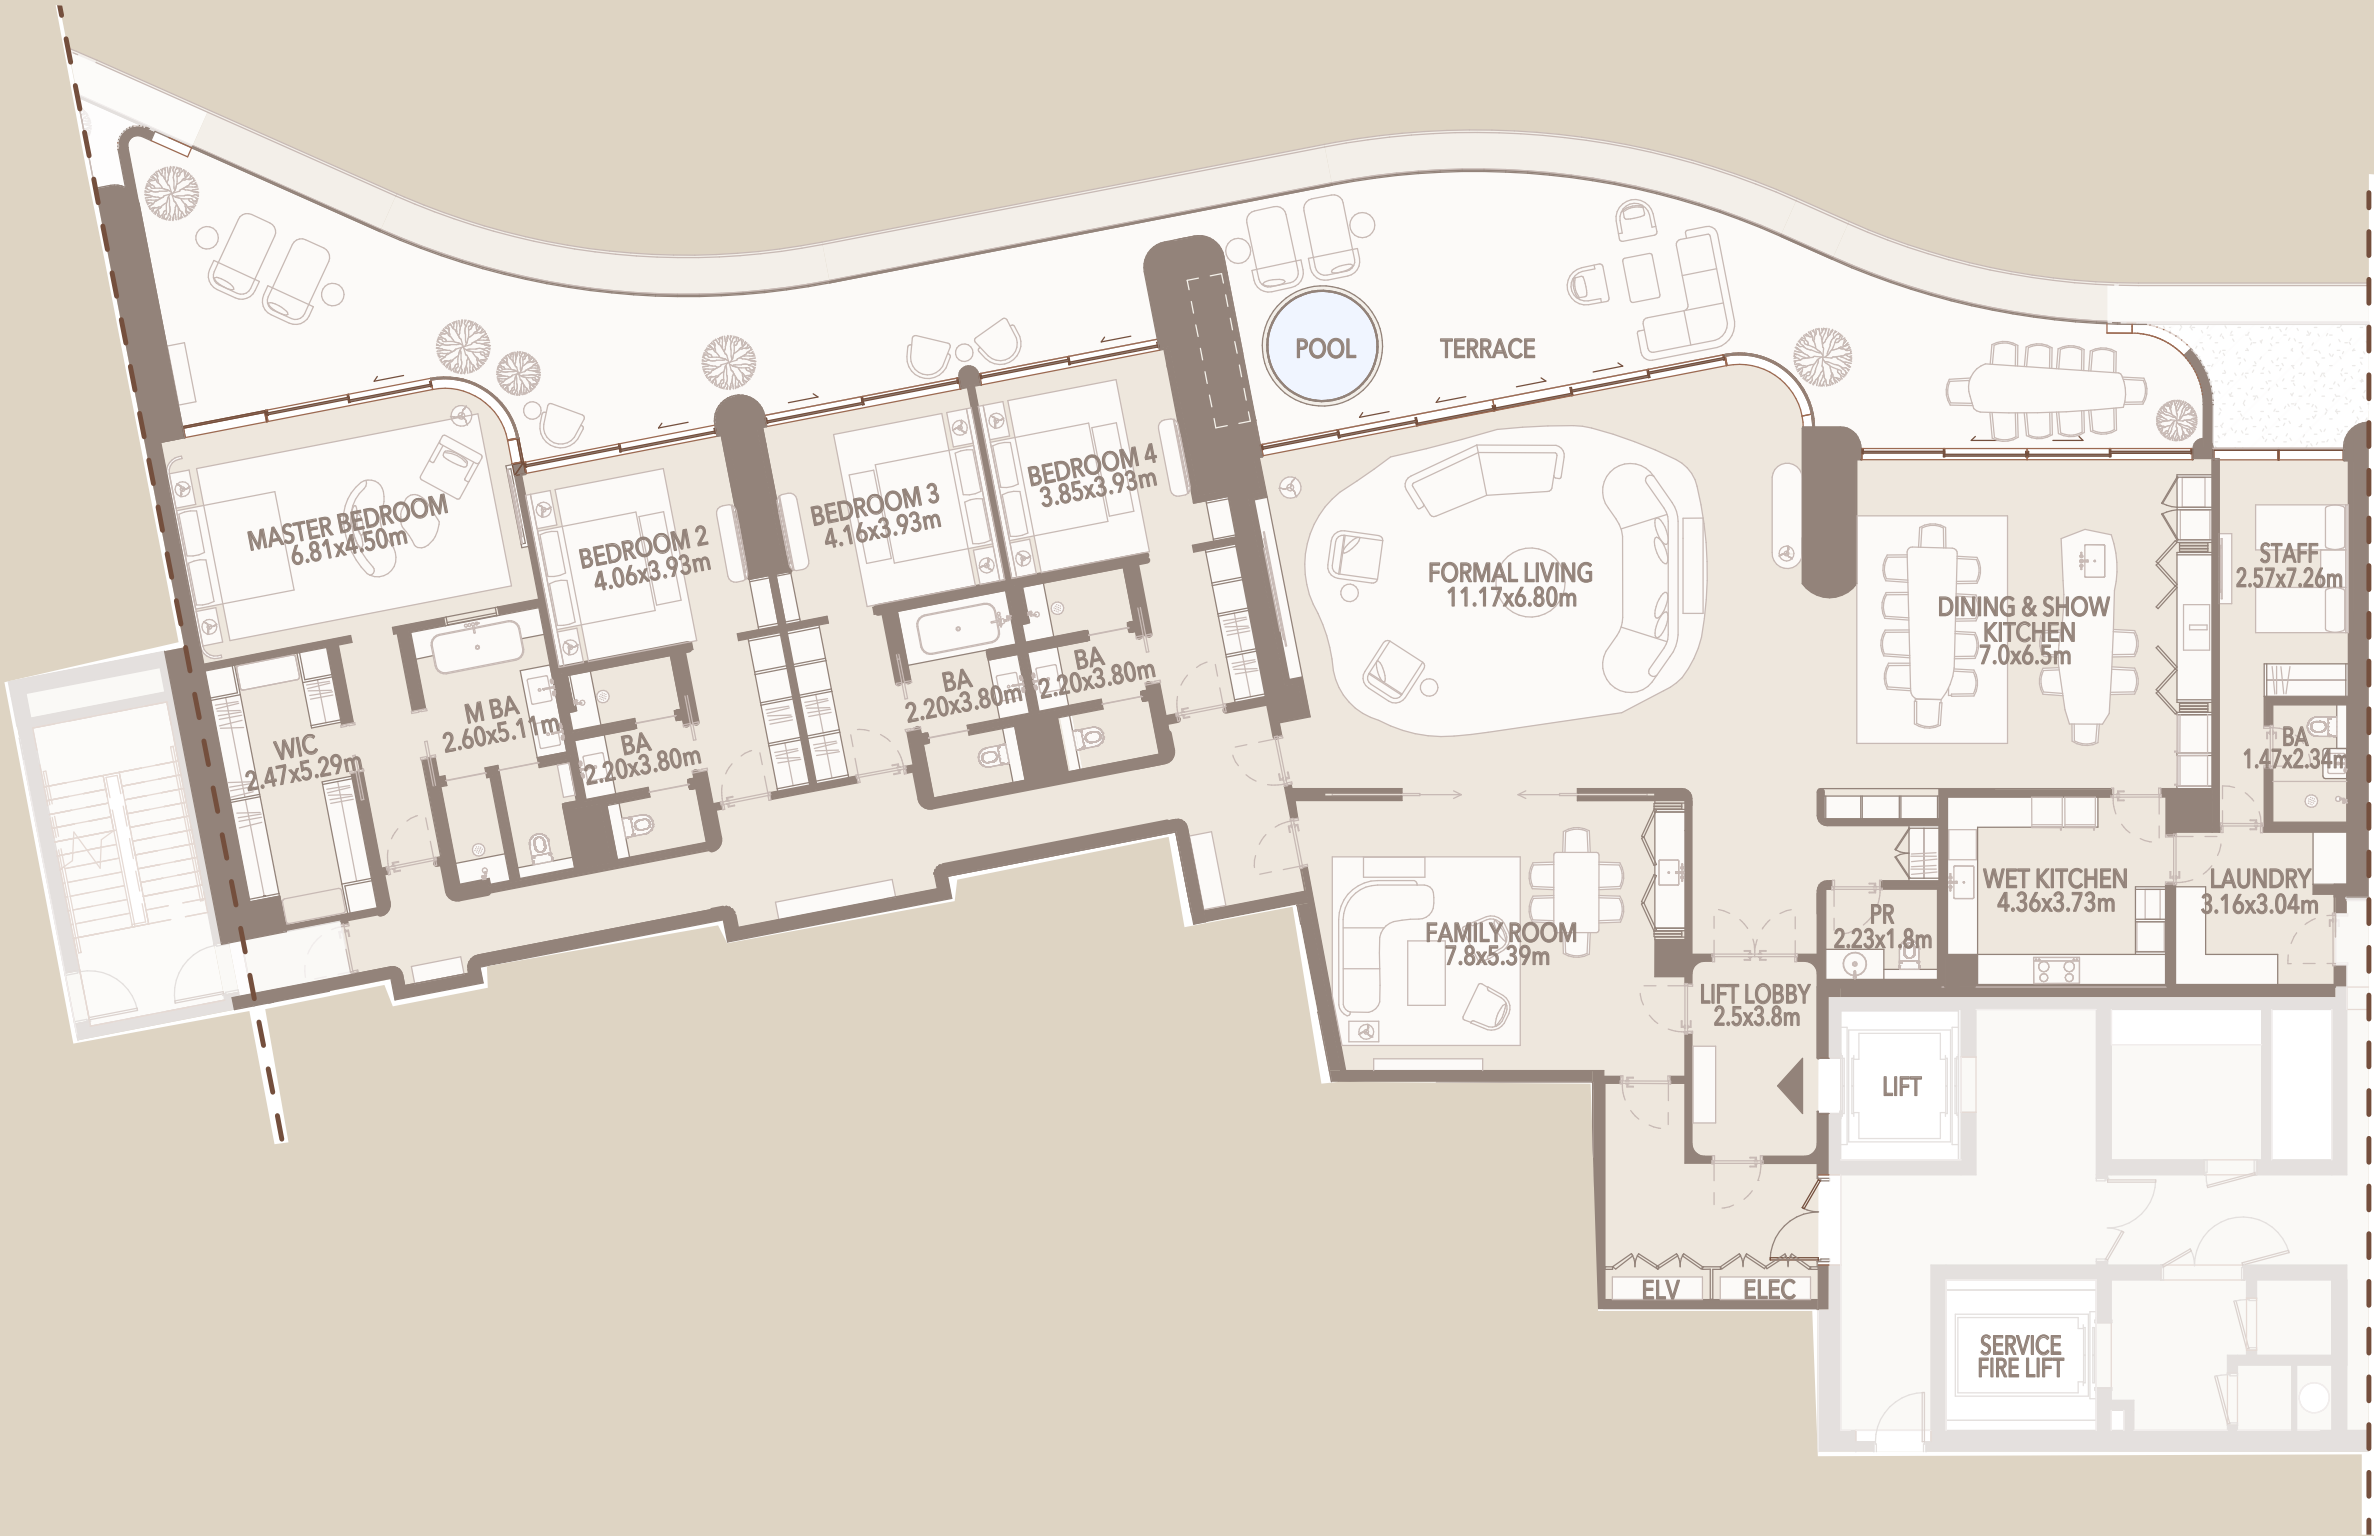 POOL
TERRACE
MASTER BEDROOM
6.81x4.50m
BEDROOM 2
4.06x3.93m
BEDROOM 3
4.16x3.93m
BEDROOM 4
3.85x3.93m
FORMAL LIVING
11.17x6.80m
DINING & SHOW
KITCHEN
7.0x6.5m
STAFF
2.57x7.26m
WIC
2.47x5.29m
M BA
2.60x5.11m
BA
2.20x3.80m
BA
2.20x3.80m
BA
2.20x3.80m
BA
1.47x2.34m
FAMILY ROOM
7.8x5.39m
PR
2.23x1.8m
WET KITCHEN
4.36x3.73m
LAUNDRY
3.16x3.04m
LIFT LOBBY
2.5x3.8m
LIFT
ELV
ELEC
SERVICE
FIRE LIFT